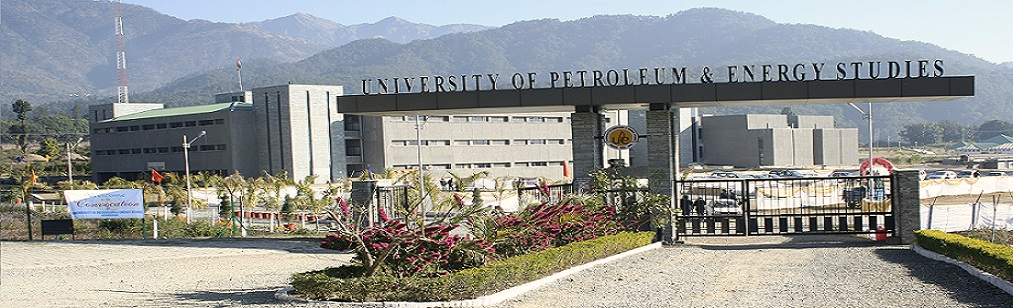 UNIVERSITY OF PETROLEUM & ENERGY STUDIES
Convocation